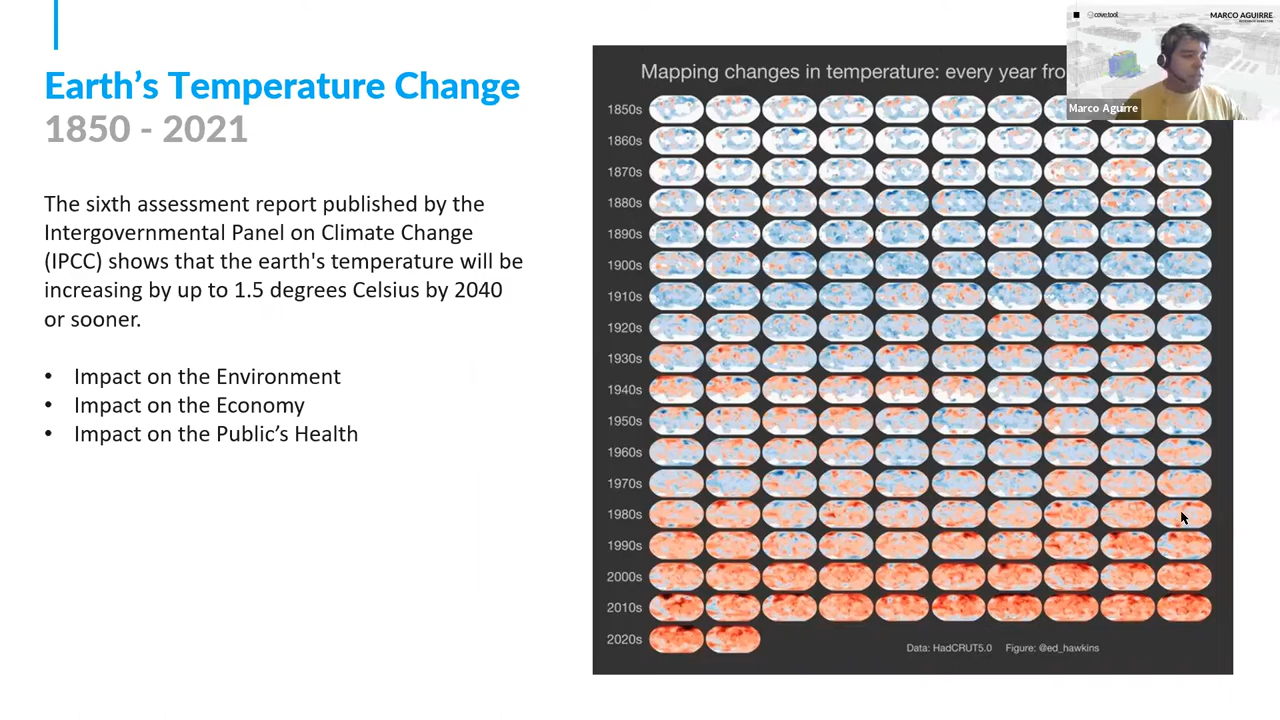 Earth's Temperature Change
1850 - 2021
The sixth assessment report published by the
Intergovernmental Panel on Climate Change
(IPCC) shows that the earth's temperature will be
increasing by up to 1.5 degrees Celsius by 2040
or sooner.
• Impact on the Environment
• Impact on the Economy
• Impact on the Public's Health
Mapping changes in temperature: every year fro
1850s
1860s
1870s
1880s
1890s
1900s
1910s
1920s
1930s
1940s
1950s
1960s
1970s
1980s
1990s
2000s
2010s
2020s
Data: HadCRUT5.0 Figure: @ed_hawkins
cove.tool
MARCO AGUIRRE
Marco Aguirre